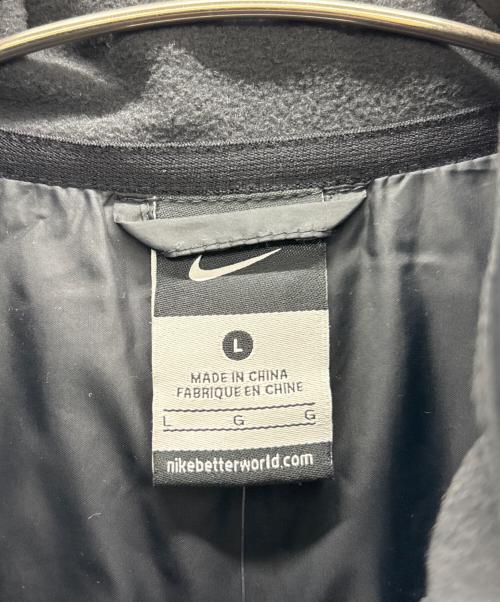 L
MADE IN CHINA
FABRIQUE EN CHINE
L G G
nikebetterworld.com